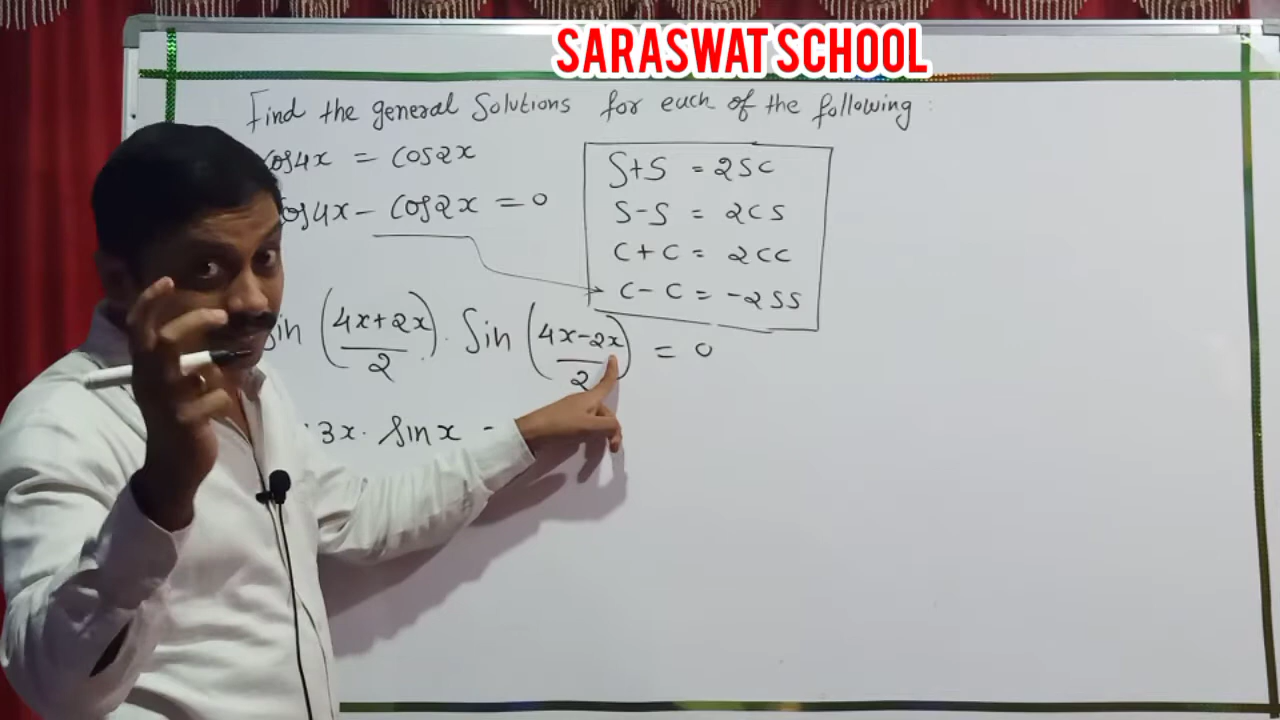 SARASWAT SCHOOL
Find the general Solutions for each of the following :
cos4x = cos2x
cos4x - cos2x = 0
S+S = 2SC
S-S = 2CS
C+C = 2CC
C-C = -2SS
sin (4x+2x/2) · Sin (4x-2x/2) = 0
3x · sinx -